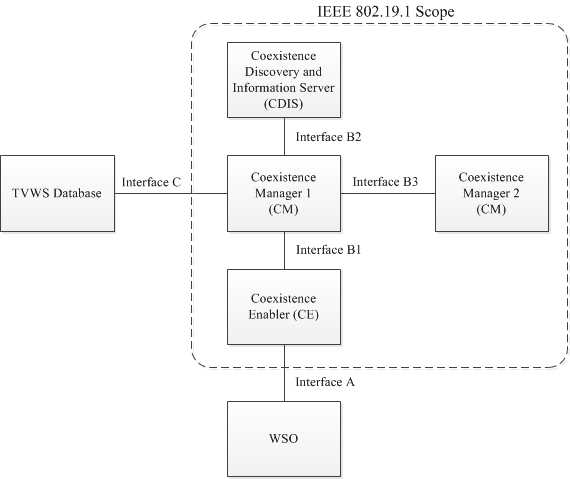 IEEE 802.19.1 Scope
Coexistence
Discovery and
Information Server
(CDIS)
Interface B2
TVWS Database
Interface C
Coexistence
Manager 1
(CM)
Interface B3
Coexistence
Manager 2
(CM)
Interface B1
Coexistence
Enabler (CE)
Interface A
WSO